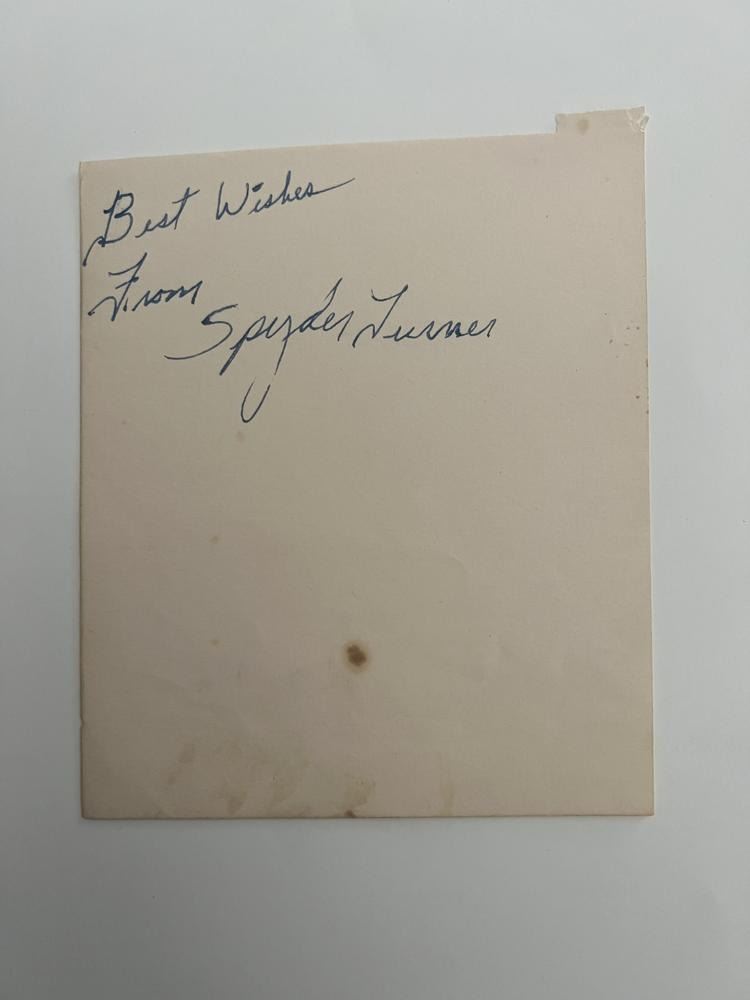 Best Wishes
From
Spyder Turner